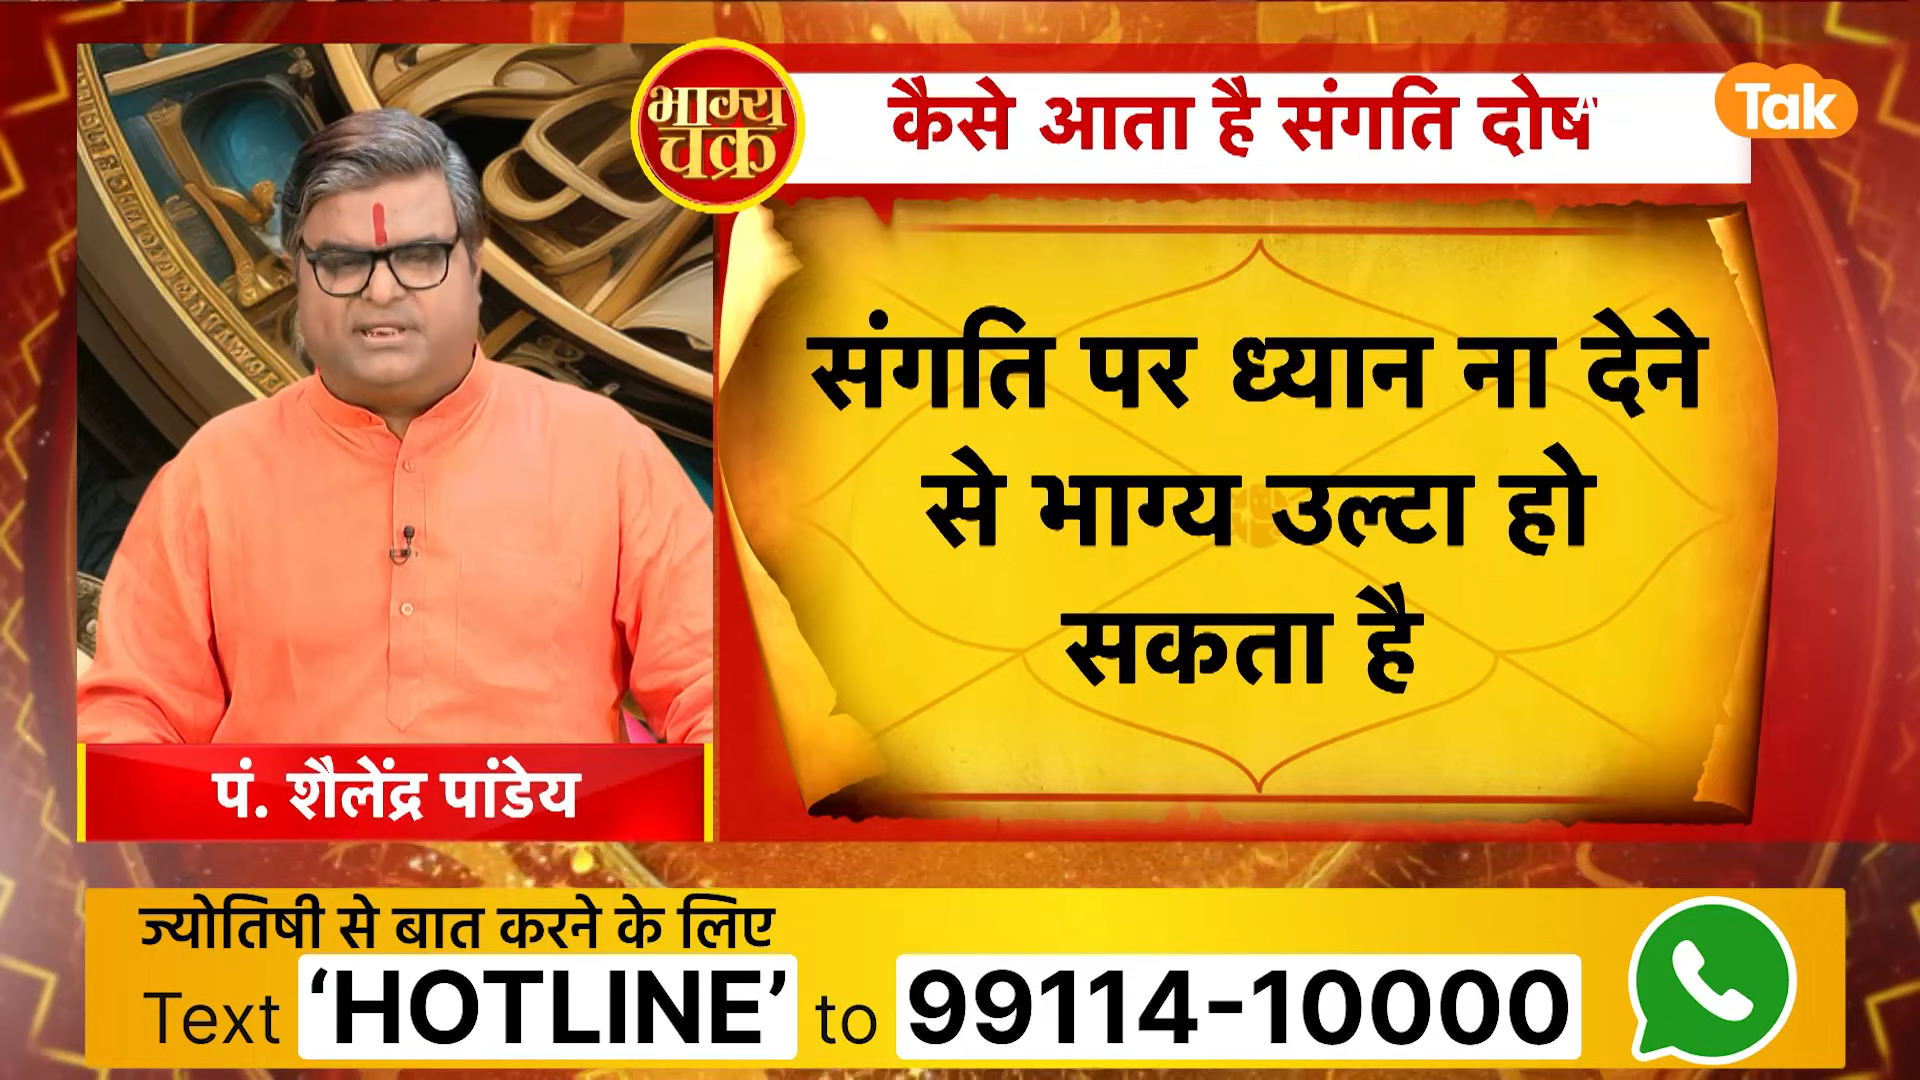 भाग्य
चक्र
कैसे आता है संगति दोष
Tak
संगति पर ध्यान ना देने
से भाग्य उल्टा हो
सकता है
पं. शैलेंद्र पांडेय
ज्योतिषी से बात करने के लिए
Text ‘HOTLINE’ to 99114-10000